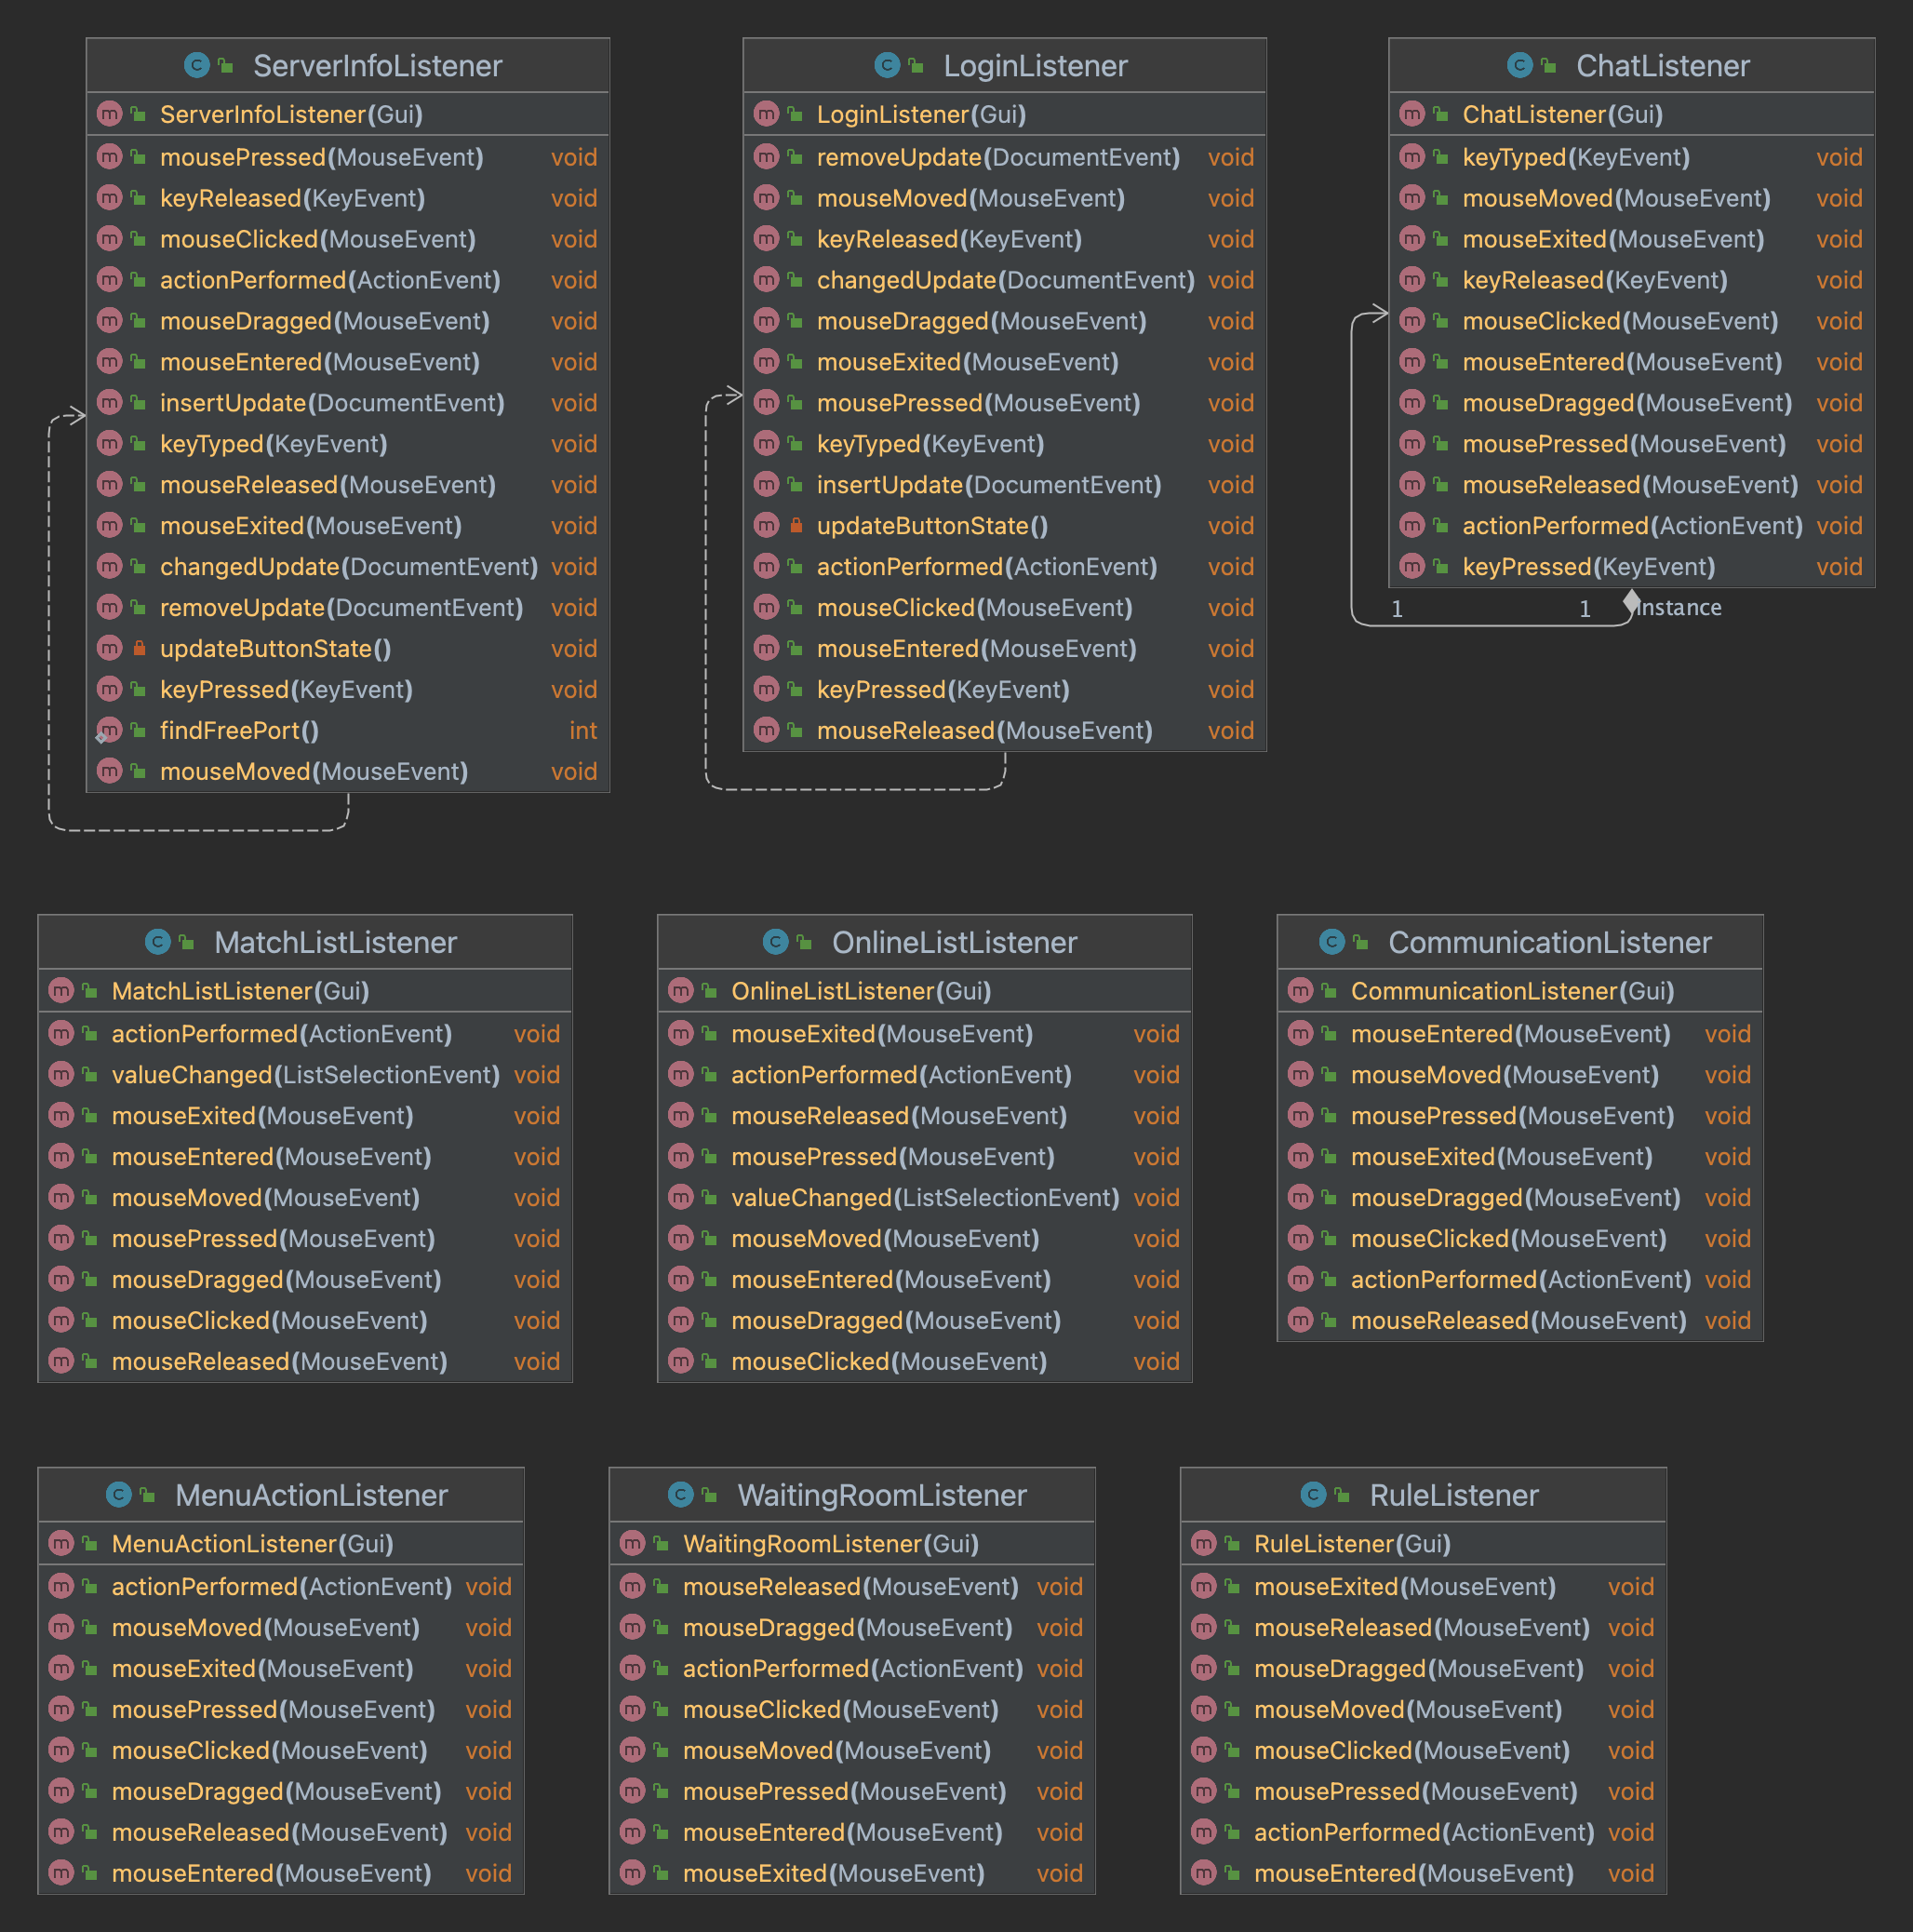 ServerInfoListener
ServerInfoListener(Gui)
mousePressed(MouseEvent) void
keyReleased(KeyEvent) void
mouseClicked(MouseEvent) void
actionPerformed(ActionEvent) void
mouseDragged(MouseEvent) void
mouseEntered(MouseEvent) void
insertUpdate(DocumentEvent) void
keyTyped(KeyEvent) void
mouseReleased(MouseEvent) void
mouseExited(MouseEvent) void
changedUpdate(DocumentEvent) void
removeUpdate(DocumentEvent) void
updateButtonState() void
keyPressed(KeyEvent) void
findFreePort() int
mouseMoved(MouseEvent) void
LoginListener
LoginListener(Gui)
removeUpdate(DocumentEvent) void
mouseMoved(MouseEvent) void
keyReleased(KeyEvent) void
changedUpdate(DocumentEvent) void
mouseDragged(MouseEvent) void
mouseExited(MouseEvent) void
mousePressed(MouseEvent) void
keyTyped(KeyEvent) void
insertUpdate(DocumentEvent) void
updateButtonState() void
actionPerformed(ActionEvent) void
mouseClicked(MouseEvent) void
mouseEntered(MouseEvent) void
keyPressed(KeyEvent) void
mouseReleased(MouseEvent) void
ChatListener
ChatListener(Gui)
keyTyped(KeyEvent) void
mouseMoved(MouseEvent) void
mouseExited(MouseEvent) void
keyReleased(KeyEvent) void
mouseClicked(MouseEvent) void
mouseEntered(MouseEvent) void
mouseDragged(MouseEvent) void
mousePressed(MouseEvent) void
mouseReleased(MouseEvent) void
actionPerformed(ActionEvent) void
keyPressed(KeyEvent) void
1 1 instance
MatchListListener
MatchListListener(Gui)
actionPerformed(ActionEvent) void
valueChanged(ListSelectionEvent) void
mouseExited(MouseEvent) void
mouseEntered(MouseEvent) void
mouseMoved(MouseEvent) void
mousePressed(MouseEvent) void
mouseDragged(MouseEvent) void
mouseClicked(MouseEvent) void
mouseReleased(MouseEvent) void
OnlineListListener
OnlineListListener(Gui)
mouseExited(MouseEvent) void
actionPerformed(ActionEvent) void
mouseReleased(MouseEvent) void
mousePressed(MouseEvent) void
valueChanged(ListSelectionEvent) void
mouseMoved(MouseEvent) void
mouseEntered(MouseEvent) void
mouseDragged(MouseEvent) void
mouseClicked(MouseEvent) void
CommunicationListener
CommunicationListener(Gui)
mouseEntered(MouseEvent) void
mouseMoved(MouseEvent) void
mousePressed(MouseEvent) void
mouseExited(MouseEvent) void
mouseDragged(MouseEvent) void
mouseClicked(MouseEvent) void
actionPerformed(ActionEvent) void
mouseReleased(MouseEvent) void
MenuActionListener
MenuActionListener(Gui)
actionPerformed(ActionEvent) void
mouseMoved(MouseEvent) void
mouseExited(MouseEvent) void
mousePressed(MouseEvent) void
mouseClicked(MouseEvent) void
mouseDragged(MouseEvent) void
mouseReleased(MouseEvent) void
mouseEntered(MouseEvent) void
WaitingRoomListener
WaitingRoomListener(Gui)
mouseReleased(MouseEvent) void
mouseDragged(MouseEvent) void
actionPerformed(ActionEvent) void
mouseClicked(MouseEvent) void
mouseMoved(MouseEvent) void
mousePressed(MouseEvent) void
mouseEntered(MouseEvent) void
mouseExited(MouseEvent) void
RuleListener
RuleListener(Gui)
mouseExited(MouseEvent) void
mouseReleased(MouseEvent) void
mouseDragged(MouseEvent) void
mouseMoved(MouseEvent) void
mouseClicked(MouseEvent) void
mousePressed(MouseEvent) void
actionPerformed(ActionEvent) void
mouseEntered(MouseEvent) void